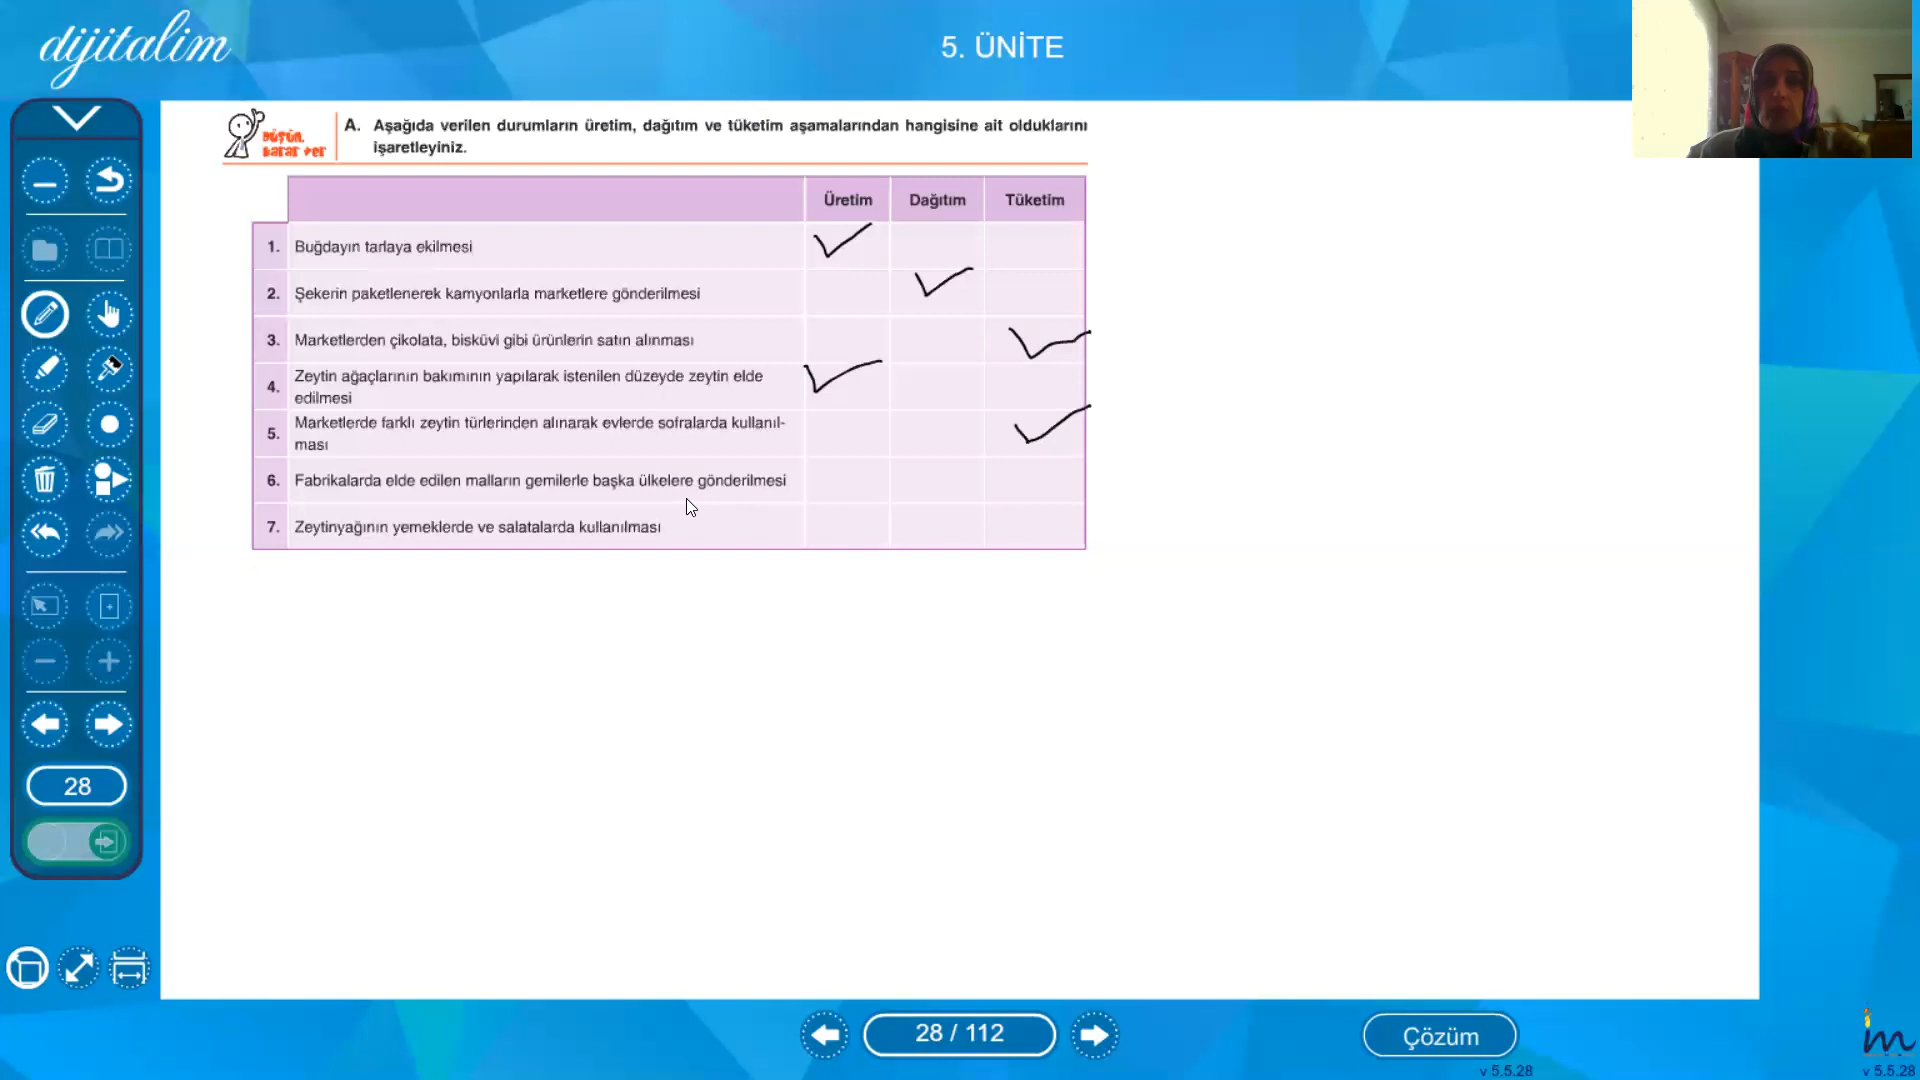 dijitalim
5. ÜNİTE
Düşün,
karar ver
A. Aşağıda verilen durumların üretim, dağıtım ve tüketim aşamalarından hangisine ait olduklarını
işaretleyiniz.
Üretim Dağıtım Tüketim
1. Buğdayın tarlaya ekilmesi
2. Şekerin paketlenerek kamyonlarla marketlere gönderilmesi
3. Marketlerden çikolata, bisküvi gibi ürünlerin satın alınması
4. Zeytin ağaçlarının bakımının yapılarak istenilen düzeyde zeytin elde
edilmesi
5. Marketlerde farklı zeytin türlerinden alınarak evlerde sofralarda kullanıl-
ması
6. Fabrikalarda elde edilen malların gemilerle başka ülkelere gönderilmesi
7. Zeytinyağının yemeklerde ve salatalarda kullanılması
28
28 / 112
Çözüm
v 5.5.28
im
v 5.5.28